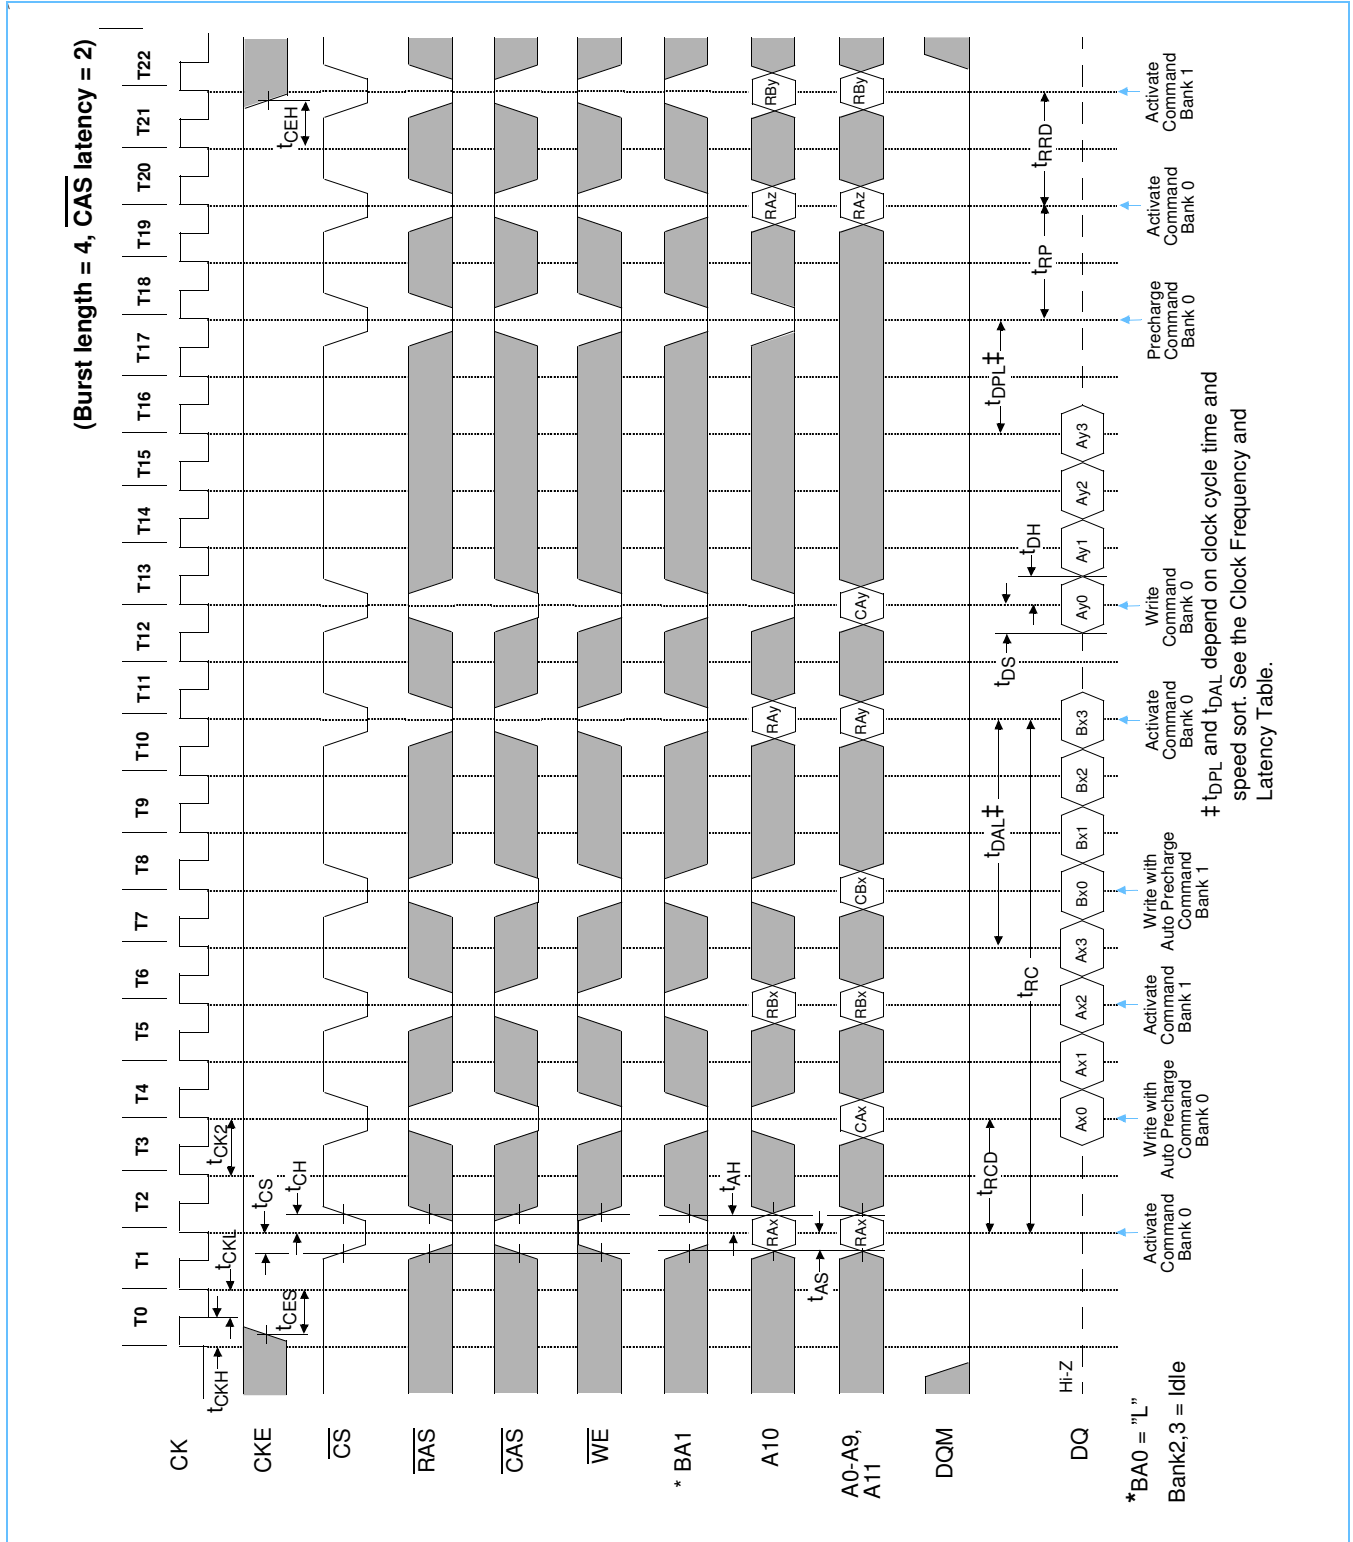 (Burst length = 4, CAS latency = 2)
T0 T1 T2 T3 T4 T5 T6 T7 T8 T9 T10 T11 T12 T13 T14 T15 T16 T17 T18 T19 T20 T21 T22
CK
tCKH
tCKL
tCK2
CKE
tCES
tCS
tCH
tCEH
CS
RAS
CAS
WE
* BA1
tAH
A10
RAx RBx RAy RAz RBy
tAS
A0-A9,
A11
RAx CAx RBx CBx RAy CAy RAz RBy
DQM
tRCD
tDAL‡
tDS
tDPL‡
tRC
tDH
tRP
tRRD
Hi-Z
DQ
Ax0 Ax1 Ax2 Ax3 Bx0 Bx1 Bx2 Bx3 Ay0 Ay1 Ay2 Ay3
Activate
Command
Bank 0
Write with
Auto Precharge
Command
Bank 0
Activate
Command
Bank 1
Write with
Auto Precharge
Command
Bank 1
Activate
Command
Bank 0
Write
Command
Bank 0
Precharge
Command
Bank 0
Activate
Command
Bank 0
Activate
Command
Bank 1
*BA0 = ”L”
Bank2,3 = Idle
‡ tDPL and tDAL depend on clock cycle time and
speed sort. See the Clock Frequency and
Latency Table.